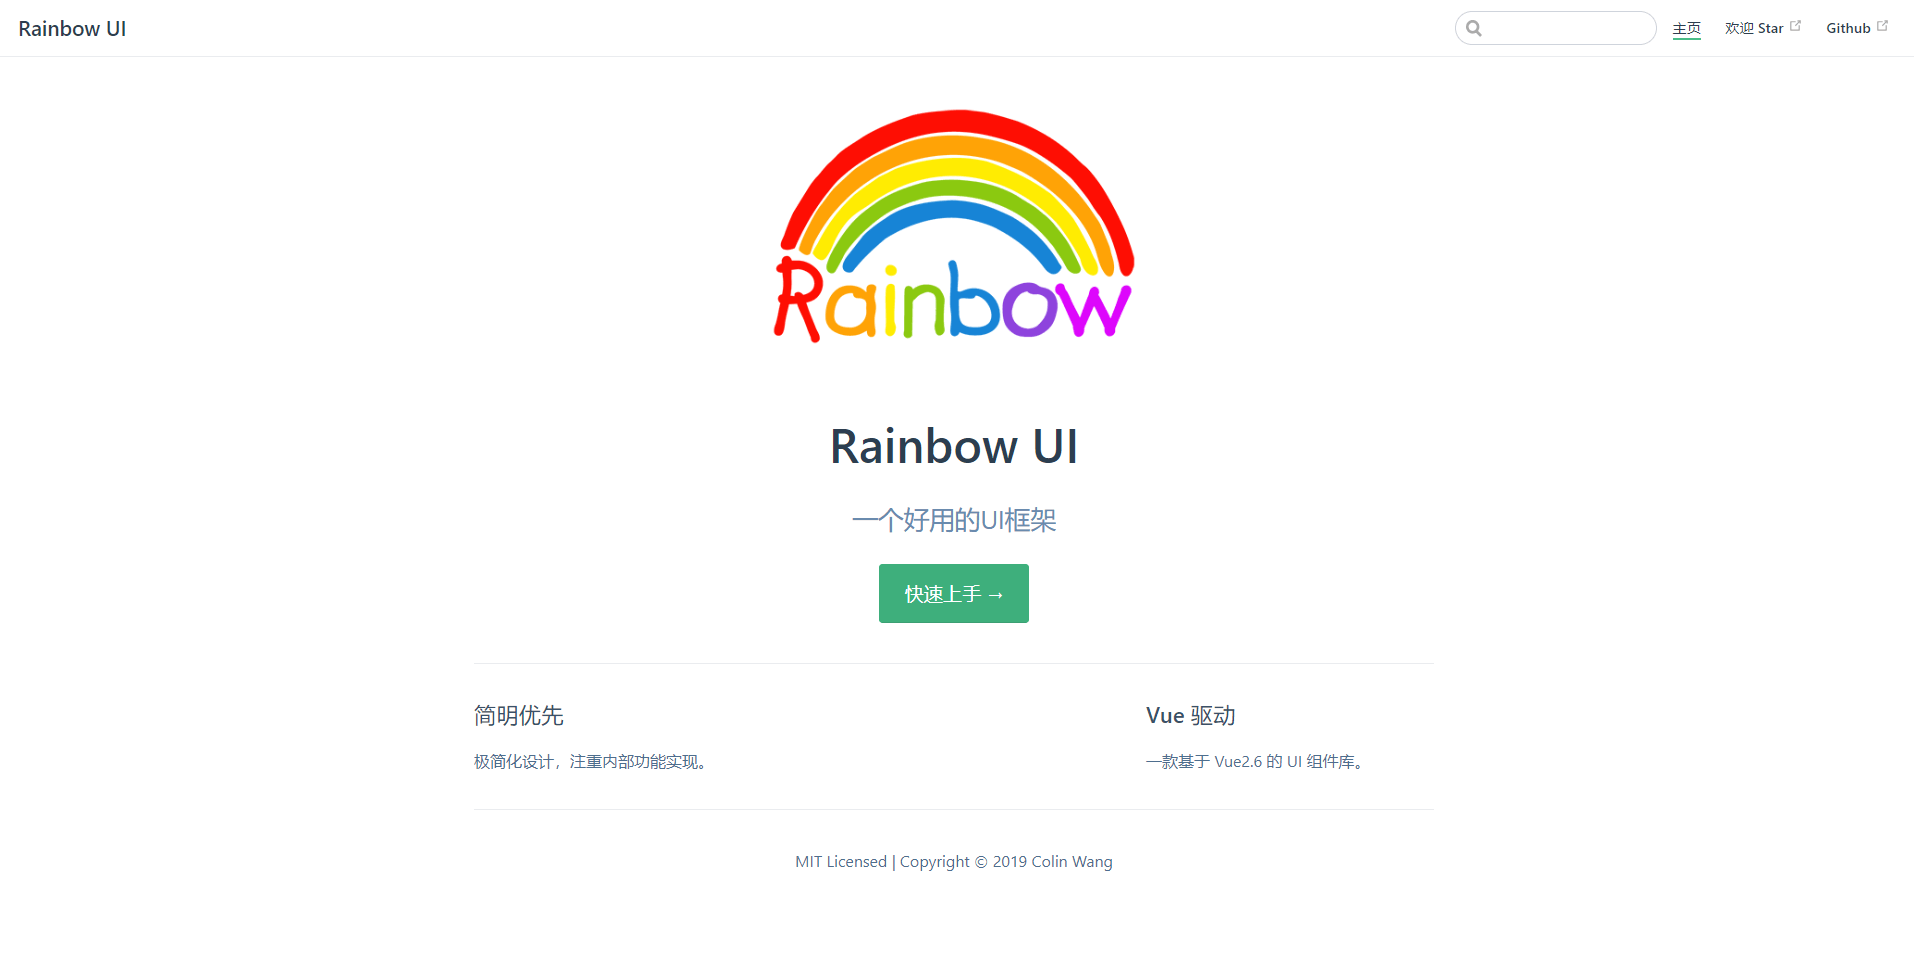 Rainbow UI
主页 欢迎 Star Github
Rainbow
Rainbow UI
一个好用的UI框架
快速上手 →
简明优先
极简化设计，注重内部功能实现。
Vue 驱动
一款基于 Vue2.6 的 UI 组件库。
MIT Licensed | Copyright © 2019 Colin Wang